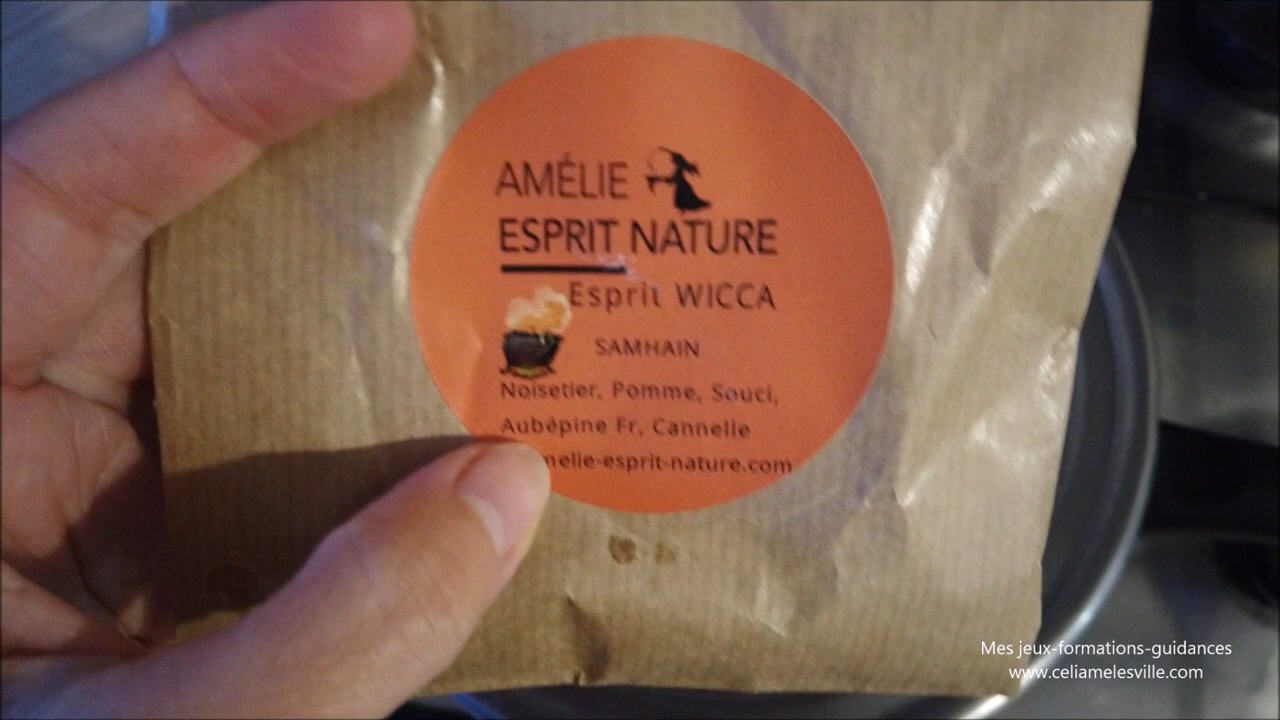 AMÉLIE
ESPRIT NATURE
Esprit WICCA
SAMHAIN
Noisetier, Pomme, Souci,
Aubépine Fr, Cannelle
melie-esprit-nature.com
Mes jeux-formations-guidances
www.celiamelesville.com